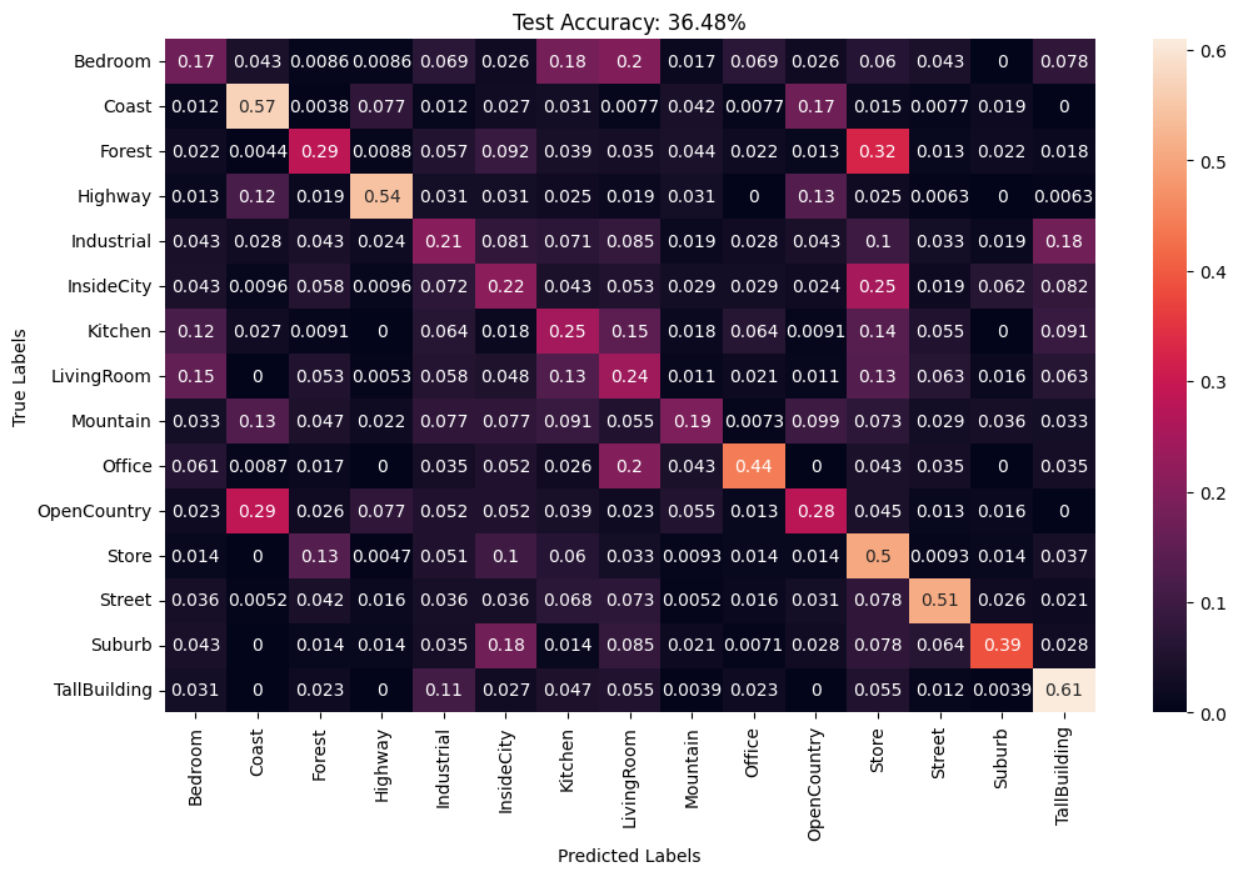 Test Accuracy: 36.48%
Bedroom 0.17 0.043 0.0086 0.0086 0.069 0.026 0.18 0.2 0.017 0.069 0.026 0.06 0.043 0 0.078
Coast 0.012 0.57 0.0038 0.077 0.012 0.027 0.031 0.0077 0.042 0.0077 0.17 0.015 0.0077 0.019 0
Forest 0.022 0.0044 0.29 0.0088 0.057 0.092 0.039 0.035 0.044 0.022 0.013 0.32 0.013 0.022 0.018
Highway 0.013 0.12 0.019 0.54 0.031 0.031 0.025 0.019 0.031 0 0.13 0.025 0.0063 0 0.0063
Industrial 0.043 0.028 0.043 0.024 0.21 0.081 0.071 0.085 0.019 0.028 0.043 0.1 0.033 0.019 0.18
InsideCity 0.043 0.0096 0.058 0.0096 0.072 0.22 0.043 0.053 0.029 0.029 0.024 0.25 0.019 0.062 0.082
Kitchen 0.12 0.027 0.0091 0 0.064 0.018 0.25 0.15 0.018 0.064 0.0091 0.14 0.055 0 0.091
LivingRoom 0.15 0 0.053 0.0053 0.058 0.048 0.13 0.24 0.011 0.021 0.011 0.13 0.063 0.016 0.063
Mountain 0.033 0.13 0.047 0.022 0.077 0.077 0.091 0.055 0.19 0.0073 0.099 0.073 0.029 0.036 0.033
Office 0.061 0.0087 0.017 0 0.035 0.052 0.026 0.2 0.043 0.44 0 0.043 0.035 0 0.035
OpenCountry 0.023 0.29 0.026 0.077 0.052 0.052 0.039 0.023 0.055 0.013 0.28 0.045 0.013 0.016 0
Store 0.014 0 0.13 0.0047 0.051 0.1 0.06 0.033 0.0093 0.014 0.014 0.5 0.0093 0.014 0.037
Street 0.036 0.0052 0.042 0.016 0.036 0.036 0.068 0.073 0.0052 0.016 0.031 0.078 0.51 0.026 0.021
Suburb 0.043 0 0.014 0.014 0.035 0.18 0.014 0.085 0.021 0.0071 0.028 0.078 0.064 0.39 0.028
TallBuilding 0.031 0 0.023 0 0.11 0.027 0.047 0.055 0.0039 0.023 0 0.055 0.012 0.0039 0.61
True Labels
Bedroom
Coast
Forest
Highway
Industrial
InsideCity
Kitchen
LivingRoom
Mountain
Office
OpenCountry
Store
Street
Suburb
TallBuilding
Predicted Labels
0.6
0.5
0.4
0.3
0.2
0.1
0.0